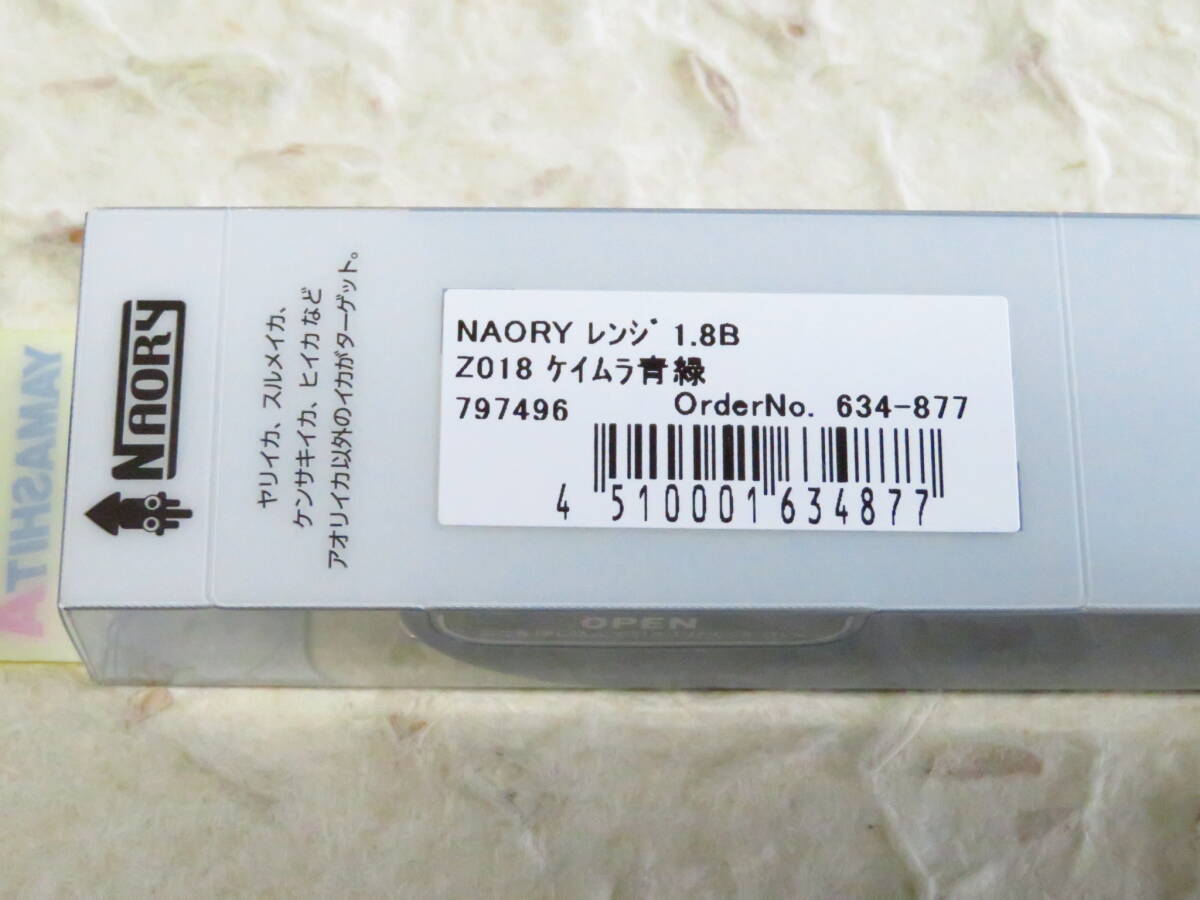 NAORY
ヤリイカ、スルメイカ、
ケンサキイカ、ヒイカなど
アオリイカ以外のイカがターゲット。
NAORY レンジ 1.8B
Z018 ケイムラ青緑
797496 OrderNo. 634-877
4 510001 634877
YAMASHITA
OPEN